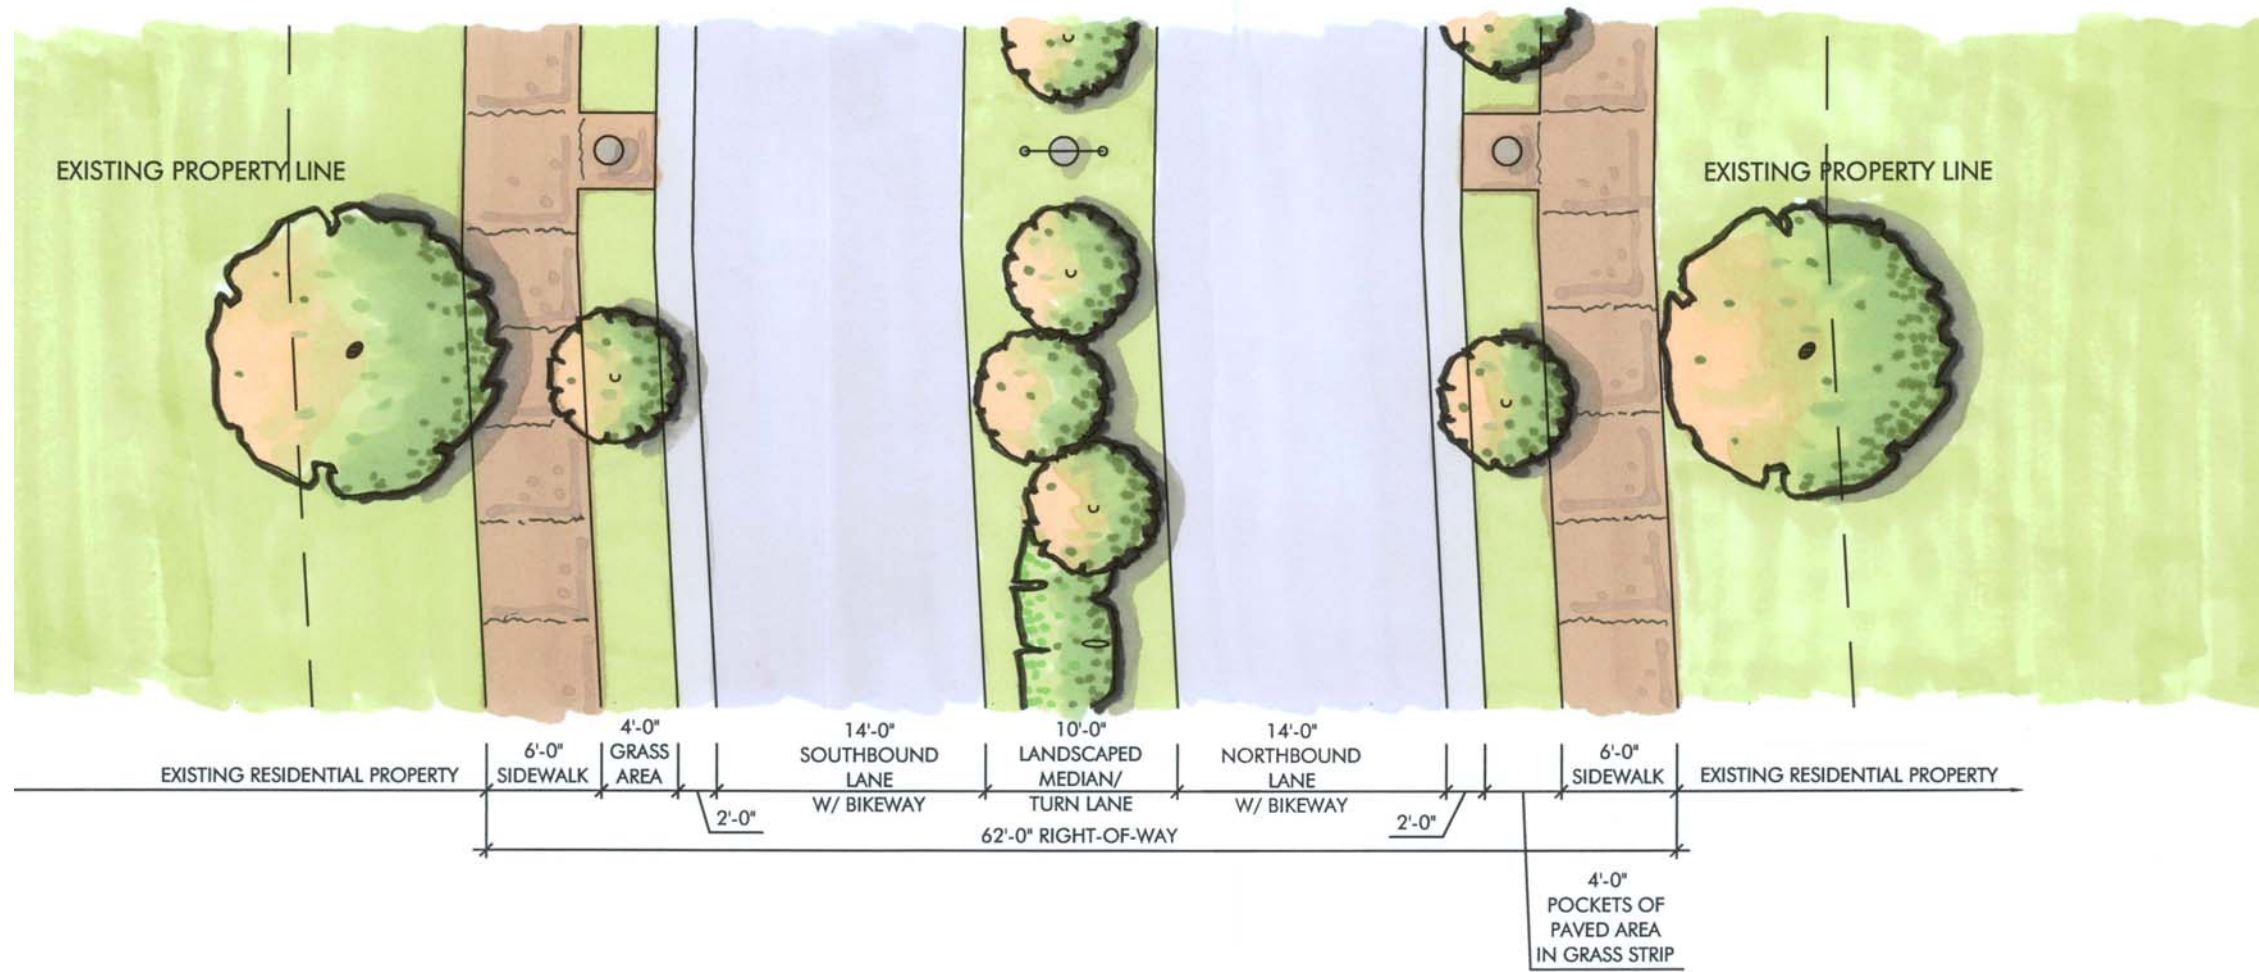 EXISTING PROPERTY LINE
EXISTING PROPERTY LINE
EXISTING RESIDENTIAL PROPERTY
6'-0"
SIDEWALK
4'-0"
GRASS
AREA
2'-0"
14'-0"
SOUTHBOUND
LANE
W/ BIKEWAY
10'-0"
LANDSCAPED
MEDIAN/
TURN LANE
14'-0"
NORTHBOUND
LANE
W/ BIKEWAY
2'-0"
6'-0"
SIDEWALK
EXISTING RESIDENTIAL PROPERTY
62'-0" RIGHT-OF-WAY
4'-0"
POCKETS OF
PAVED AREA
IN GRASS STRIP